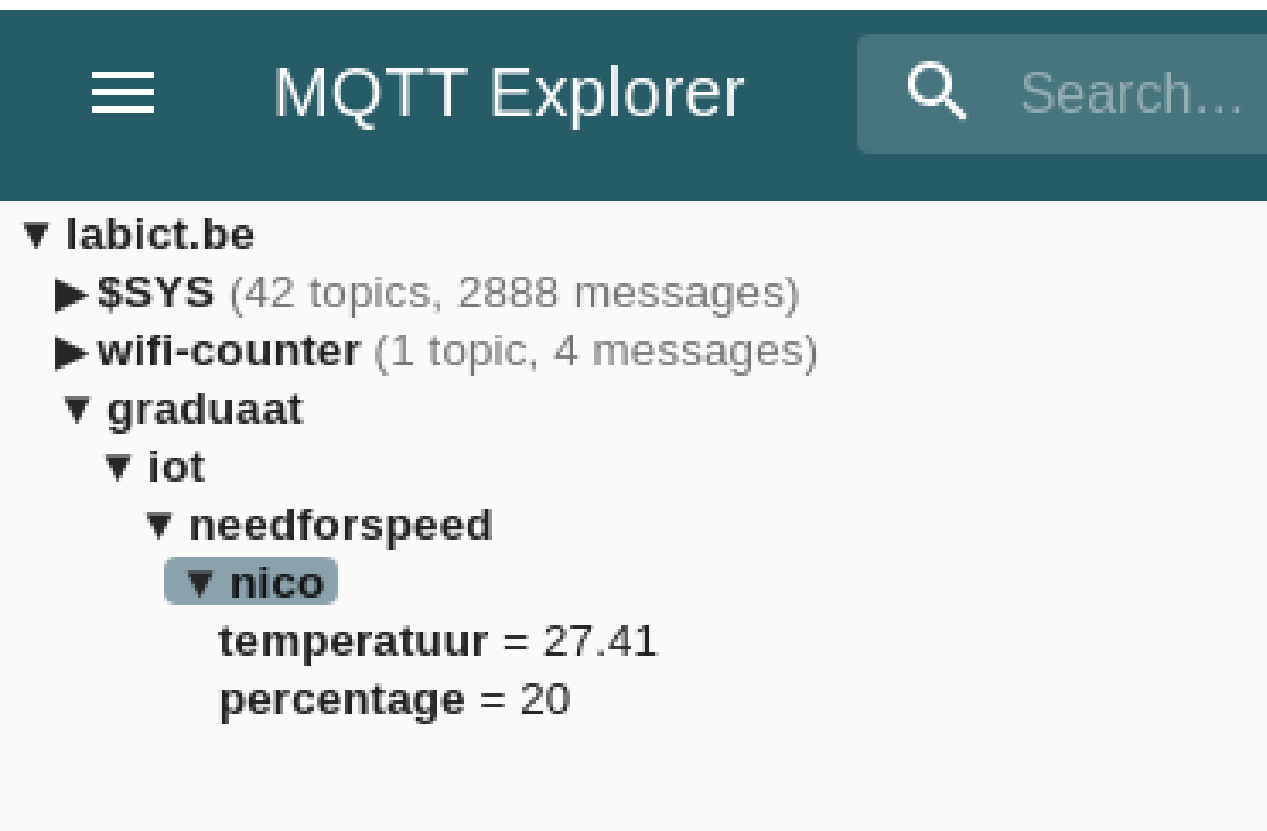 MQTT Explorer Search...
▼ labict.be
▶ $SYS (42 topics, 2888 messages)
▶ wifi-counter (1 topic, 4 messages)
▼ graduaat
▼ iot
▼ needforspeed
▼ nico
temperatuur = 27.41
percentage = 20